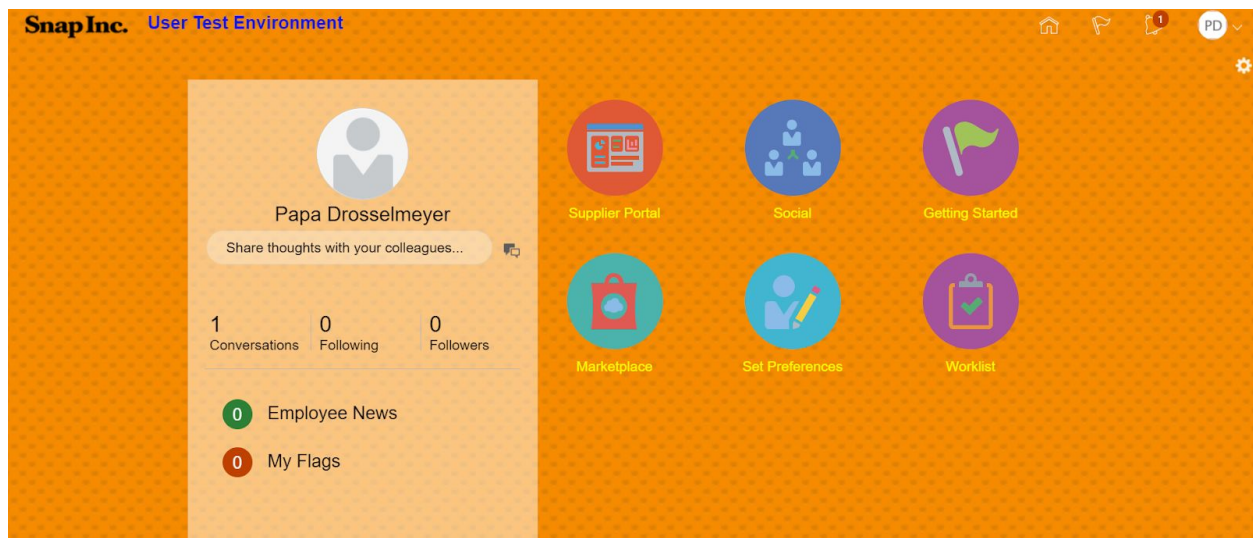 Snap Inc. User Test Environment
1
PD
Papa Drosselmeyer
Share thoughts with your colleagues...
1
Conversations
0
Following
0
Followers
0 Employee News
0 My Flags
Supplier Portal
Social
Getting Started
Marketplace
Set Preferences
Worklist